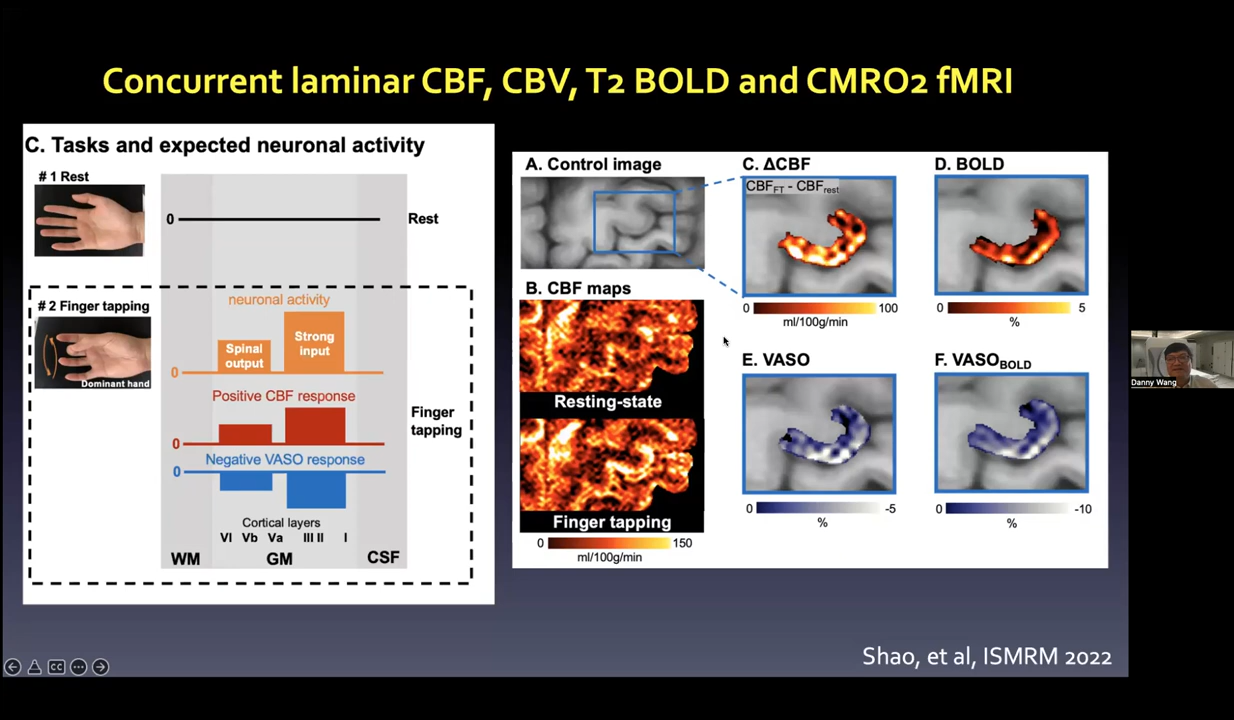 Concurrent laminar CBF, CBV, T2 BOLD and CMRO2 fMRI
C. Tasks and expected neuronal activity
# 1 Rest
0
Rest
# 2 Finger tapping
Dominant hand
neuronal activity
Spinal
output
Strong
input
0
Positive CBF response
0
Finger
tapping
Negative VASO response
0
Cortical layers
VI Vb Va III II I
WM GM CSF
A. Control image
B. CBF maps
Resting-state
Finger tapping
0 150
ml/100g/min
C. ΔCBF
CBFFT - CBFrest
0 100
ml/100g/min
D. BOLD
0 5
%
E. VASO
0 -5
%
F. VASOBOLD
0 -10
%
Shao, et al, ISMRM 2022
CC
Danny Wang